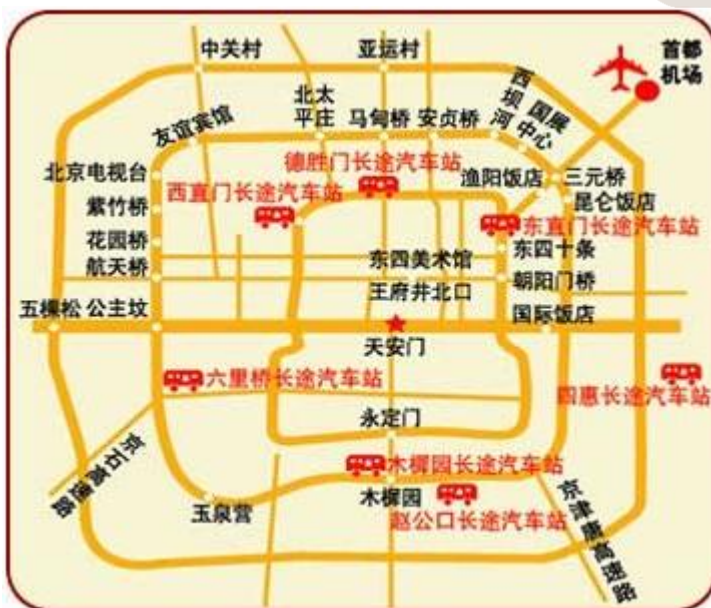 中关村
亚运村
首都
机场
友谊宾馆
北太
平庄
马甸桥
安贞桥
西坝河
国展中心
北京电视台
德胜门长途汽车站
渔阳饭店
三元桥
紫竹桥
西直门长途汽车站
昆仑饭店
东直门长途汽车站
花园桥
东四美术馆
东四十条
航天桥
王府井北口
朝阳门桥
五棵松
公主坟
国际饭店
天安门
六里桥长途汽车站
四惠长途汽车站
永定门
京石高速路
木樨园长途汽车站
玉泉营
木樨园
赵公口长途汽车站
京津唐高速路